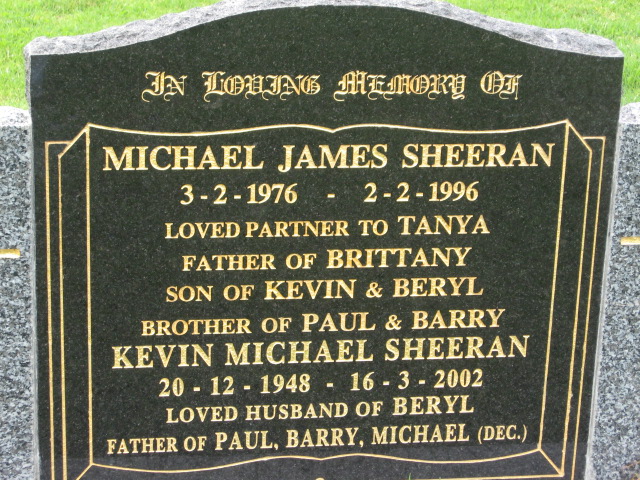 In Loving Memory Of
MICHAEL JAMES SHEERAN
3-2-1976 - 2-2-1996
LOVED PARTNER TO TANYA
FATHER OF BRITTANY
SON OF KEVIN & BERYL
BROTHER OF PAUL & BARRY
KEVIN MICHAEL SHEERAN
20-12-1948 - 16-3-2002
LOVED HUSBAND OF BERYL
FATHER OF PAUL, BARRY, MICHAEL (DEC.)